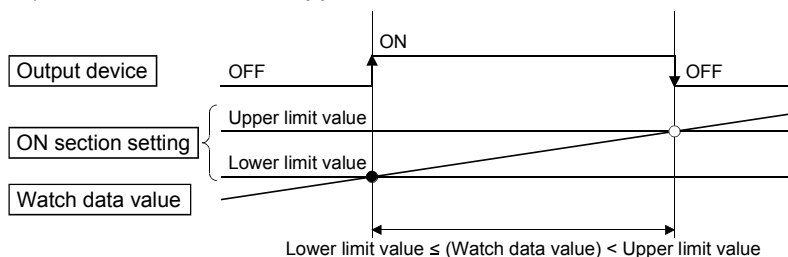 ON
Output device
OFF
OFF
Upper limit value
ON section setting
Lower limit value
Watch data value
Lower limit value ≤ (Watch data value) < Upper limit value